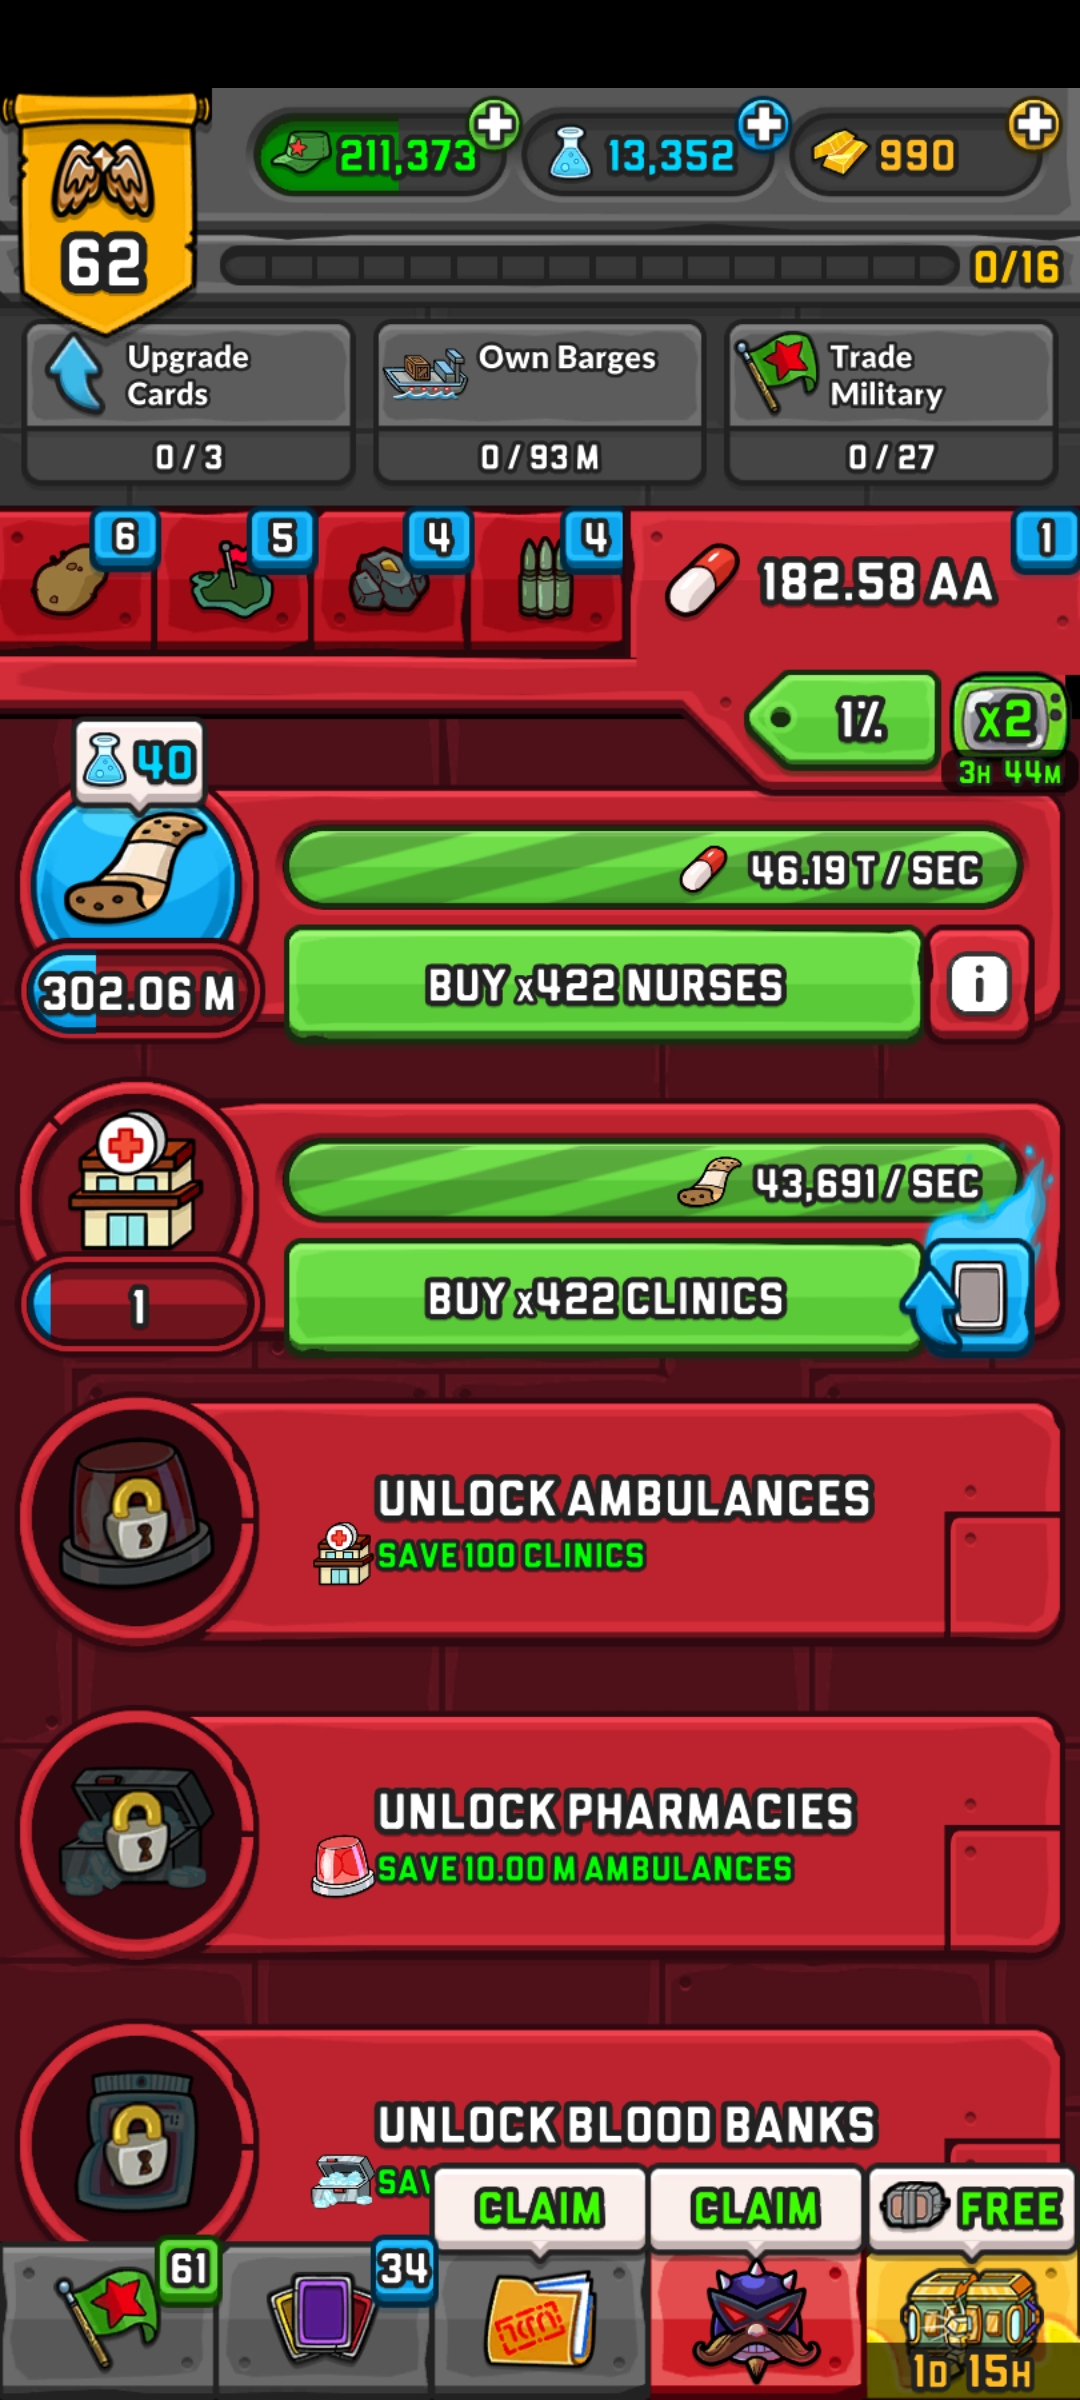 211,373
13,352
990
62
0/16
Upgrade Cards
Own Barges
Trade Military
0 / 3
0 / 93 M
0 / 27
6
5
4
4
1
182.58 AA
1%
x2
3H 44M
40
46.19 T / SEC
302.06 M
BUY x422 NURSES
i
43,691 / SEC
1
BUY x422 CLINICS
UNLOCK AMBULANCES
SAVE 100 CLINICS
UNLOCK PHARMACIES
SAVE 10.00 M AMBULANCES
UNLOCK BLOOD BANKS
CLAIM
CLAIM
FREE
61
34
1D 15H